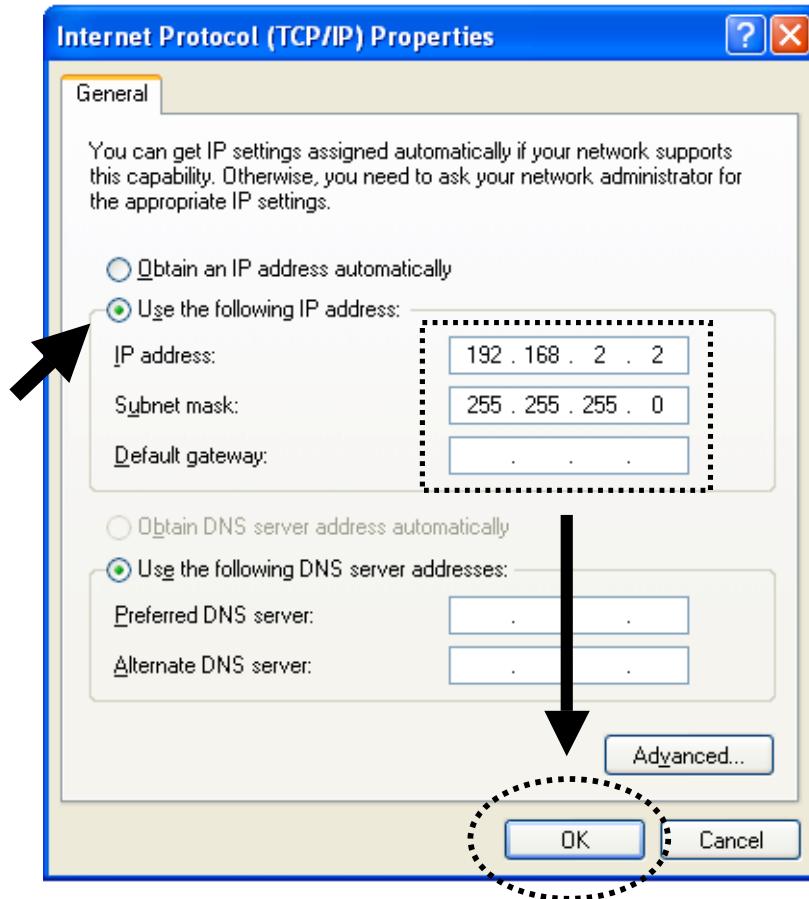 Internet Protocol (TCP/IP) Properties
General
You can get IP settings assigned automatically if your network supports
this capability. Otherwise, you need to ask your network administrator for
the appropriate IP settings.
Obtain an IP address automatically
Use the following IP address:
IP address: 192 . 168 . 2 . 2
Subnet mask: 255 . 255 . 255 . 0
Default gateway: . . .
Obtain DNS server address automatically
Use the following DNS server addresses:
Preferred DNS server: . .
Alternate DNS server: . .
Advanced...
OK Cancel